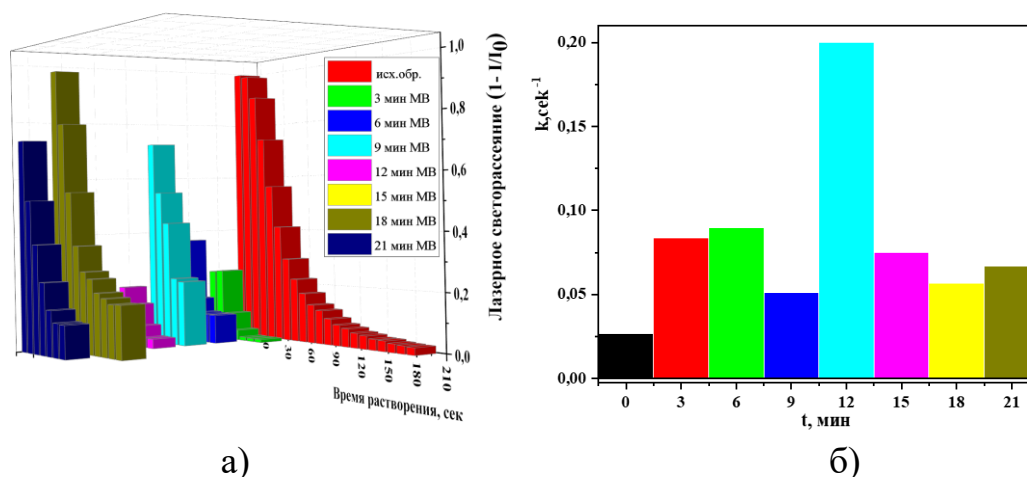 1,0
0,8
0,6
0,4
0,2
0,0
Лазерное светорассеяние (1- I/I0)
исх.обр.
3 мин МВ
6 мин МВ
9 мин МВ
12 мин МВ
15 мин МВ
18 мин МВ
21 мин МВ
0
30
60
90
120
150
180
210
Время растворения, сек
а)
k,сек-1
0,20
0,15
0,10
0,05
0,00
0 3 6 9 12 15 18 21
t, мин
б)